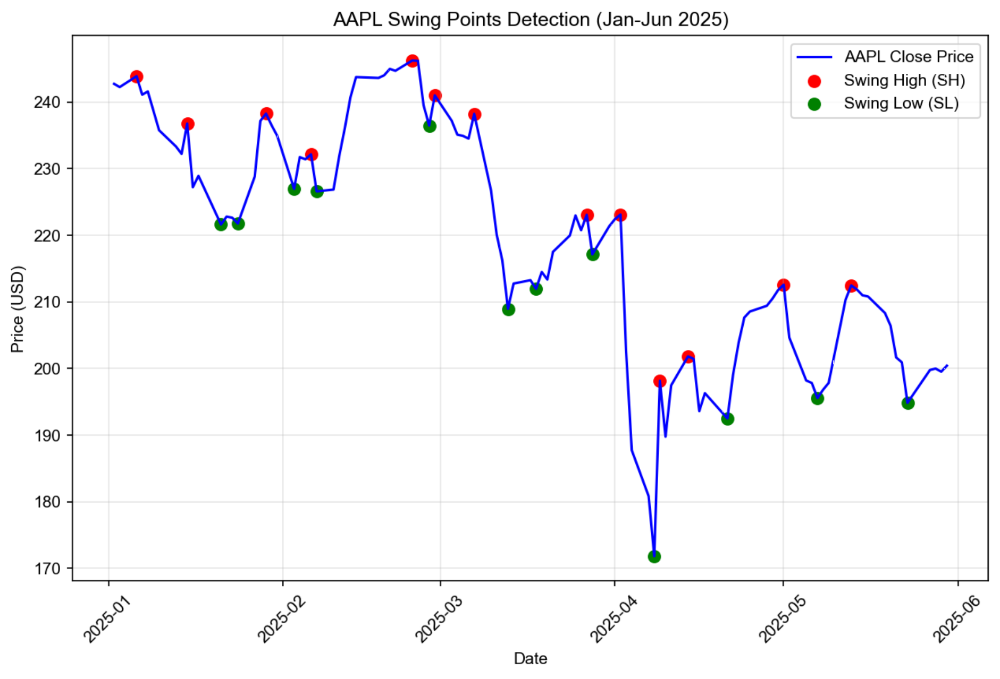 AAPL Swing Points Detection (Jan-Jun 2025)
AAPL Close Price
Swing High (SH)
Swing Low (SL)
240
230
220
210
200
190
180
170
Price (USD)
2025-01
2025-02
2025-03
2025-04
2025-05
2025-06
Date